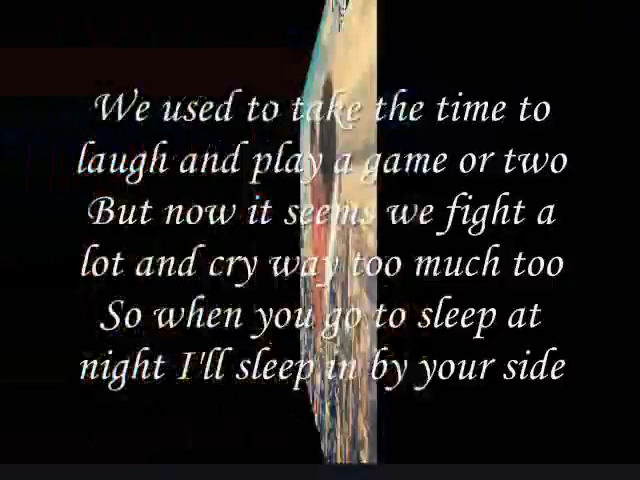 We used to take the time to
laugh and play a game or two
But now it seems we fight a
lot and cry way too much too
So when you go to sleep at
night I'll sleep in by your side